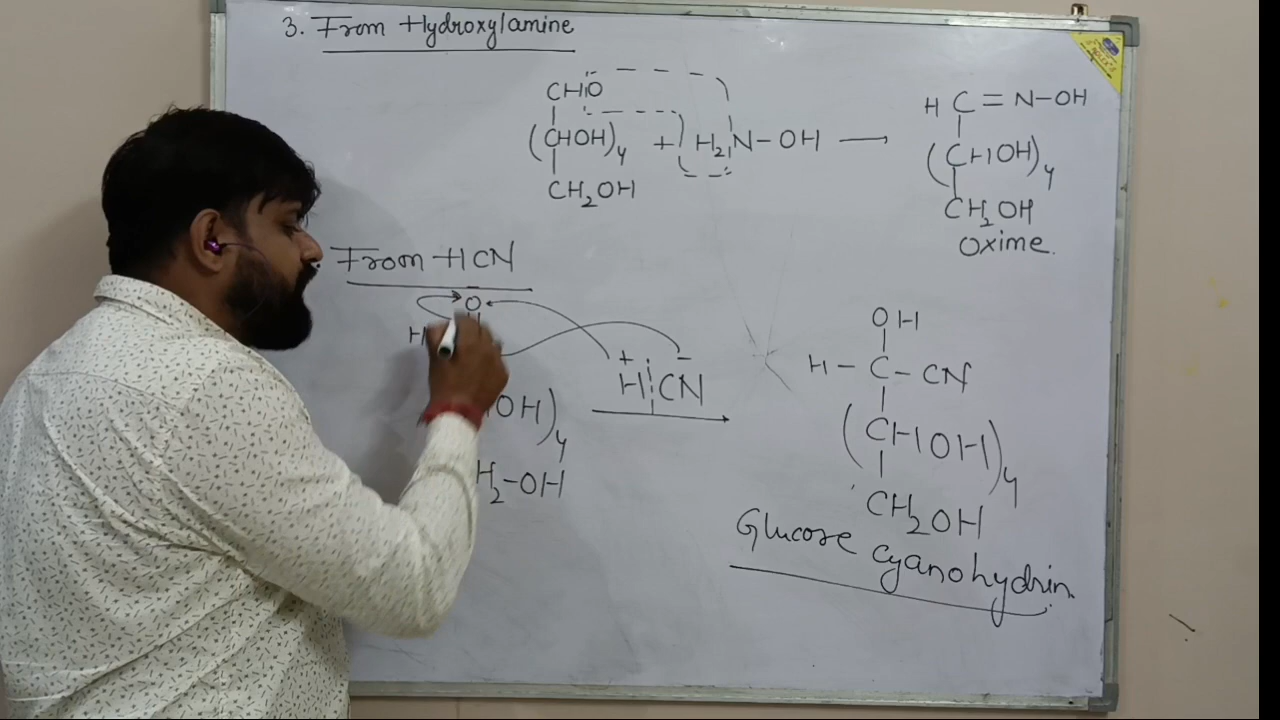 3. From Hydroxylamine
CHO
(CHOH)4 + H2N-OH →
CH2OH
H C = N-OH
(CHOH)4
CH2OH
Oxime.
From HCN
O
H
OH)4
H2-OH
+ -
H CN
OH
H - C - CN
(CHOH)4
CH2OH
Glucose cyanohydrin.